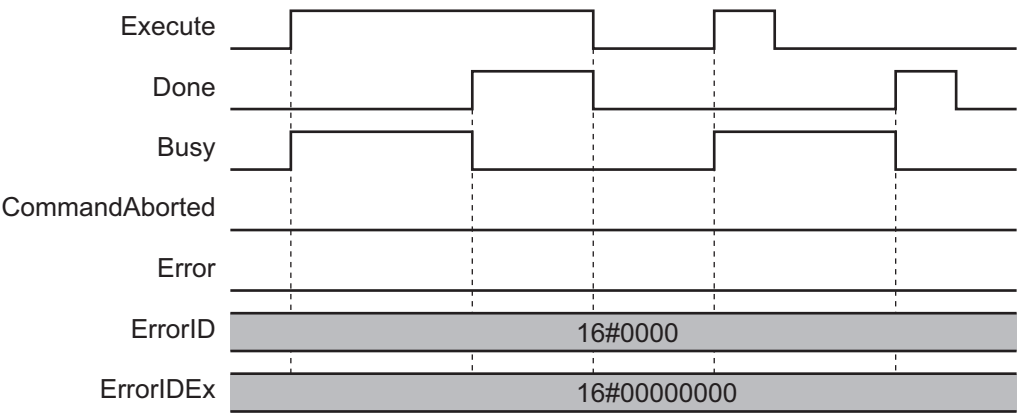 Execute
Done
Busy
CommandAborted
Error
ErrorID 16#0000
ErrorIDEx 16#00000000